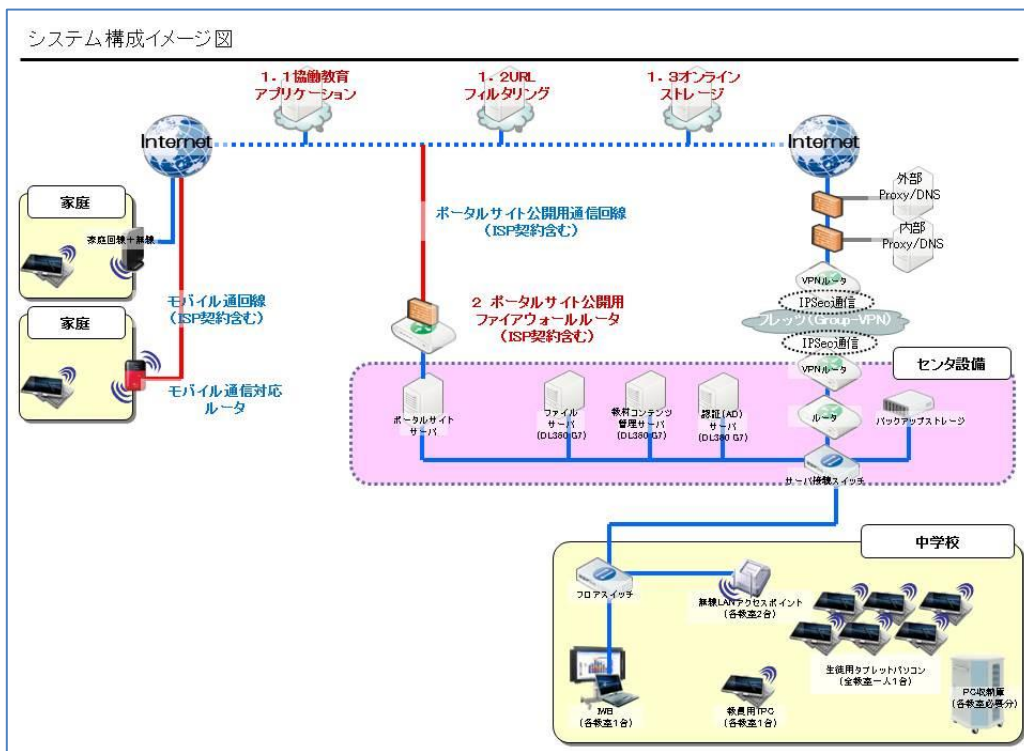 システム構成イメージ図
1．1協働教育
アプリケーション
1．2URL
フィルタリング
1．3オンライン
ストレージ
Internet
Internet
家庭
家庭回線＋無線
家庭
モバイル通回線
（ISP契約含む）
モバイル通信対応
ルータ
ポータルサイト公開用通信回線
（ISP契約含む）
2 ポータルサイト公開用
ファイアウォールルータ
（ISP契約含む）
外部
Proxy/DNS
内部
Proxy/DNS
VPNルータ
IPSec通信
フレッツ(Group-VPN)
IPSec通信
VPNルータ
センタ設備
ポータルサイト
サーバ
ファイル
サーバ
(DL380 G7)
教材コンテンツ
管理サーバ
(DL380 G7)
認証(AD)
サーバ
(DL380 G7)
ルータ
バックアップストレージ
サーバ接続スイッチ
中学校
フロアスイッチ
無線LANアクセスポイント
（各教室2台）
IWB
（各教室1台）
教員用TPC
（各教室1台）
生徒用タブレットパソコン
（全教室一人1台）
PC収納庫
（各教室必要分）